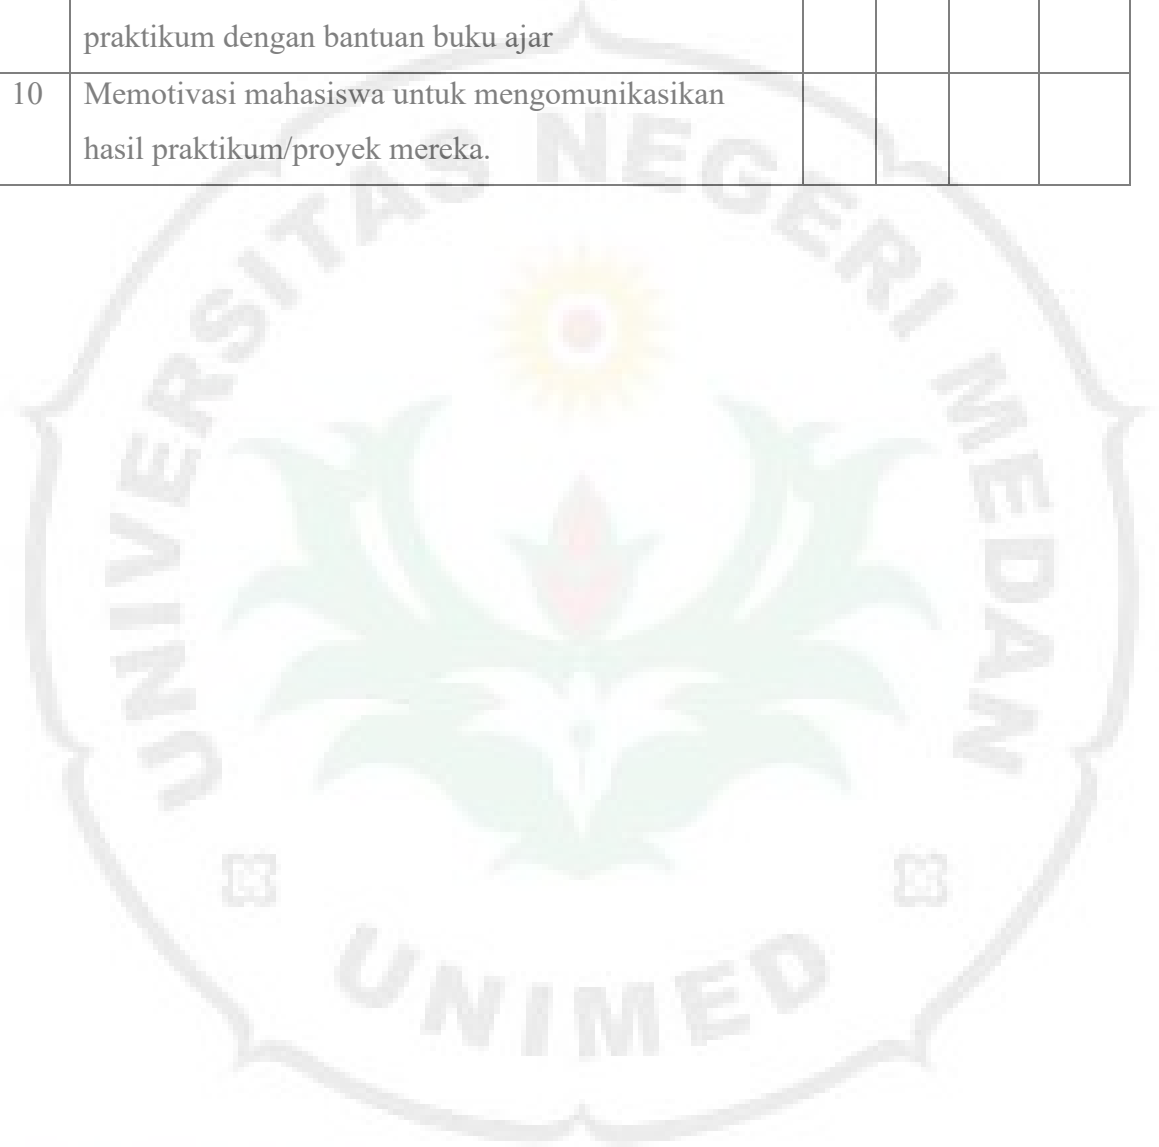 praktikum dengan bantuan buku ajar
10 Memotivasi mahasiswa untuk mengomunikasikan
hasil praktikum/proyek mereka.
UNIVERSITAS NEGERI MEDAN
UNIMED